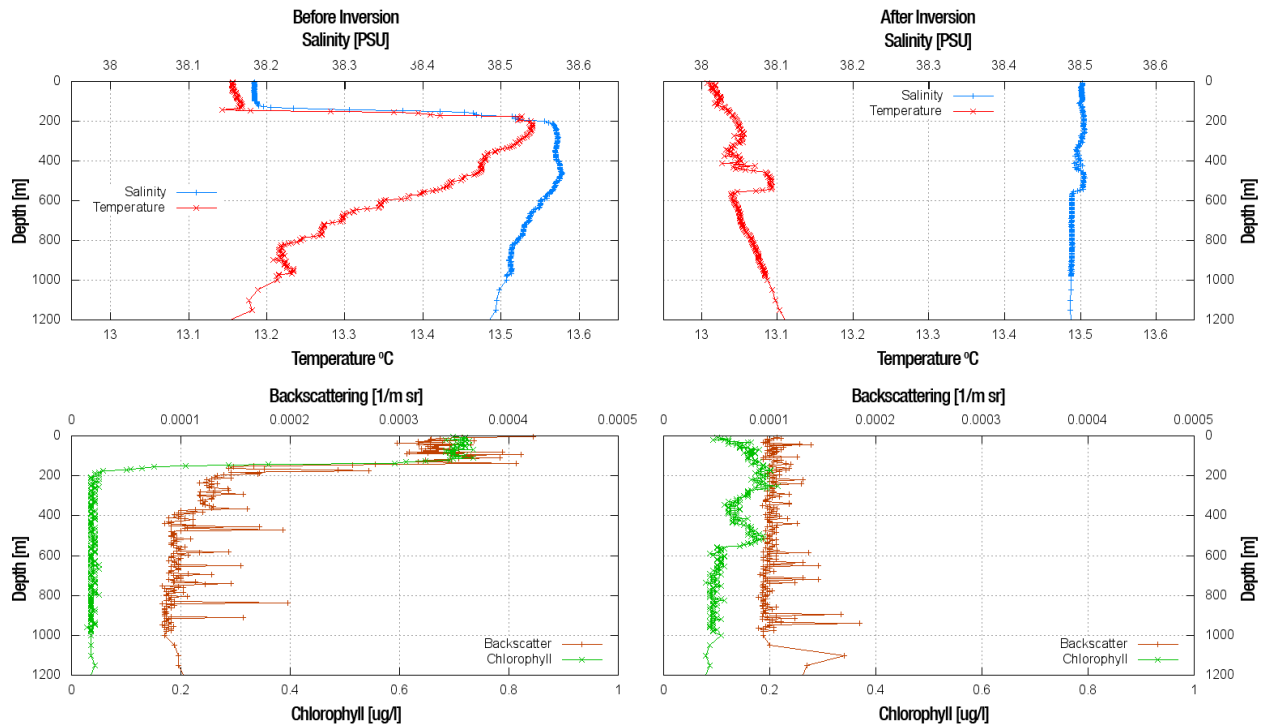 Before Inversion
Salinity [PSU]
38 38.1 38.2 38.3 38.4 38.5 38.6
0
200
400
600
800
1000
1200
Depth [m]
Salinity
Temperature
13 13.1 13.2 13.3 13.4 13.5 13.6
Temperature ºC
After Inversion
Salinity [PSU]
38 38.1 38.2 38.3 38.4 38.5 38.6
Salinity
Temperature
0
200
400
600
800
1000
1200
Depth [m]
13 13.1 13.2 13.3 13.4 13.5 13.6
Temperature ºC
Backscattering [1/m sr]
0 0.0001 0.0002 0.0003 0.0004 0.0005
0
200
400
600
800
1000
1200
Depth [m]
Backscatter
Chlorophyll
0 0.2 0.4 0.6 0.8 1
Chlorophyll [ug/l]
Backscattering [1/m sr]
0 0.0001 0.0002 0.0003 0.0004 0.0005
0
200
400
600
800
1000
1200
Depth [m]
Backscatter
Chlorophyll
0 0.2 0.4 0.6 0.8 1
Chlorophyll [ug/l]